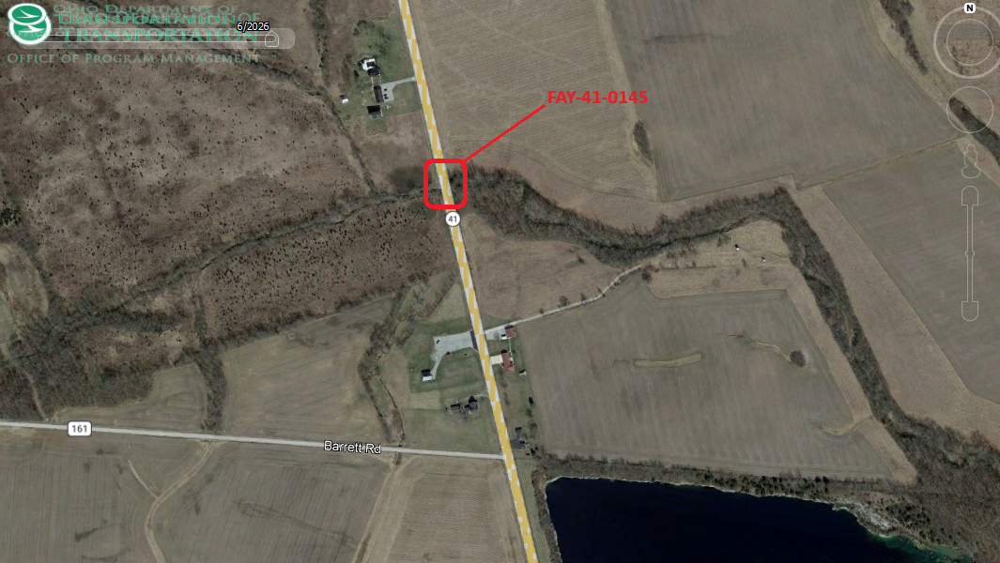 OHIO DEPARTMENT OF
TRANSPORTATION
OFFICE OF PROGRAM MANAGEMENT
6/2026
N
FAY-41-0145
41
161
Barrett Rd